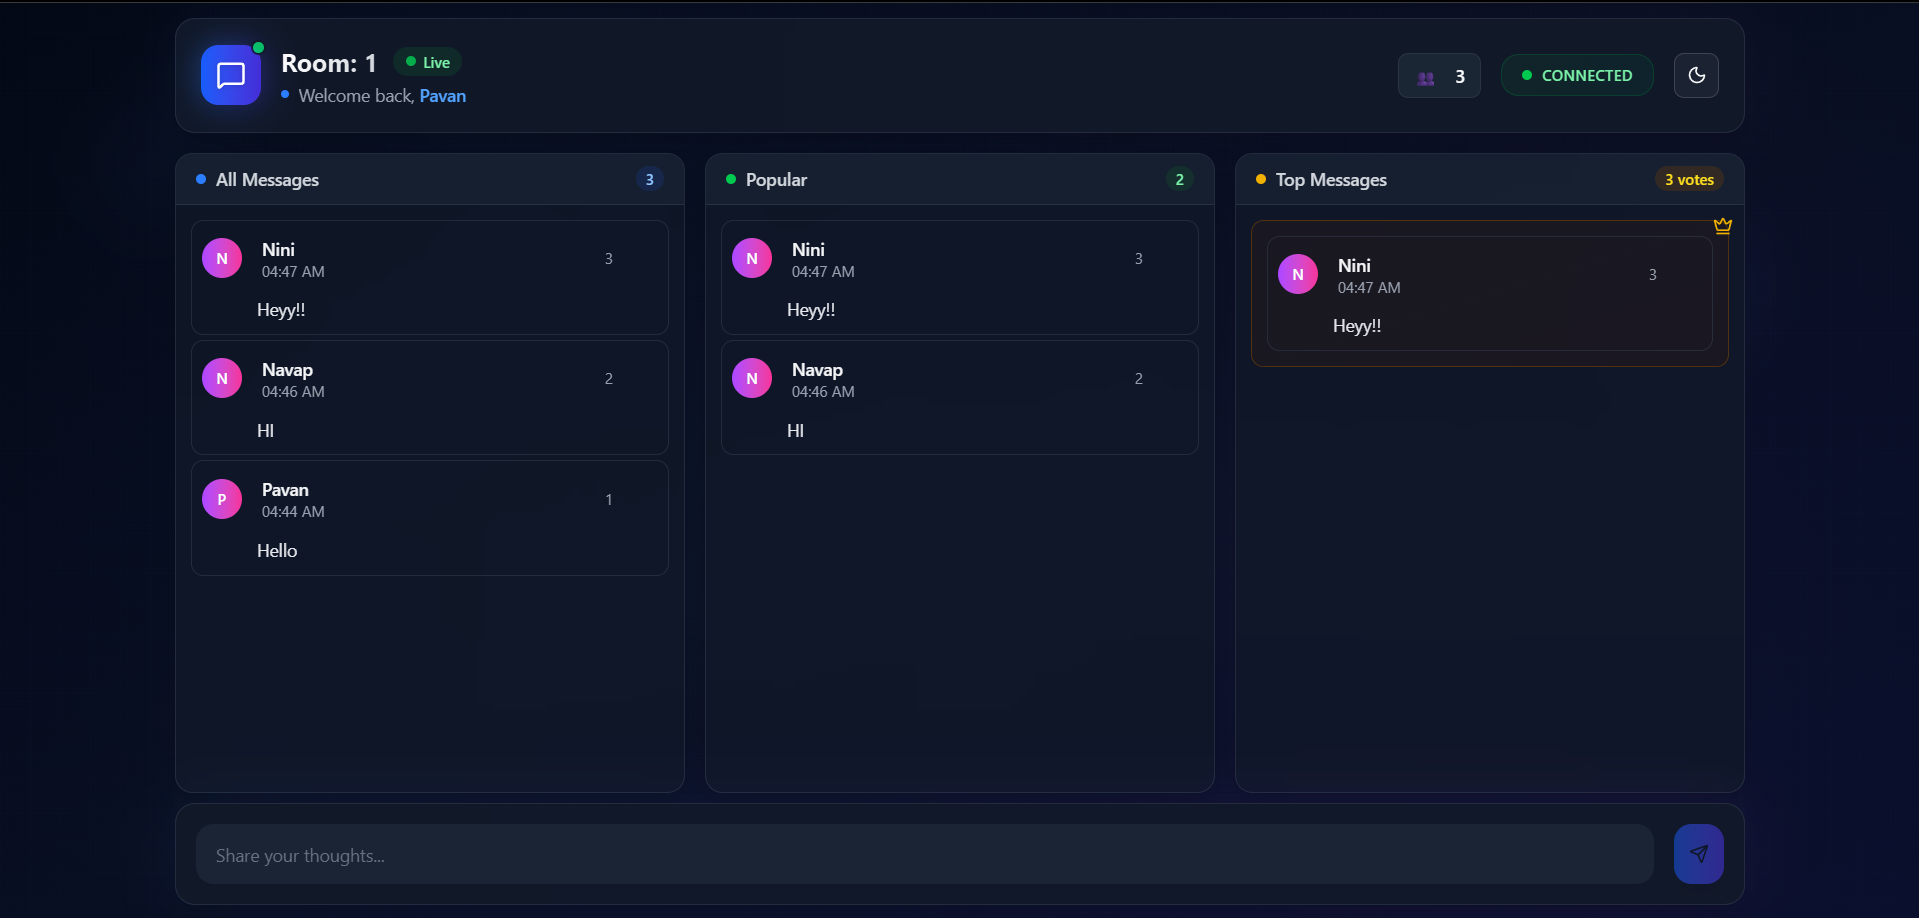 Room: 1
Live
Welcome back, Pavan
3
CONNECTED
All Messages
3
N
Nini
04:47 AM
3
Heyy!!
N
Navap
04:46 AM
2
HI
P
Pavan
04:44 AM
1
Hello
Popular
2
N
Nini
04:47 AM
3
Heyy!!
N
Navap
04:46 AM
2
HI
Top Messages
3 votes
N
Nini
04:47 AM
3
Heyy!!
Share your thoughts...